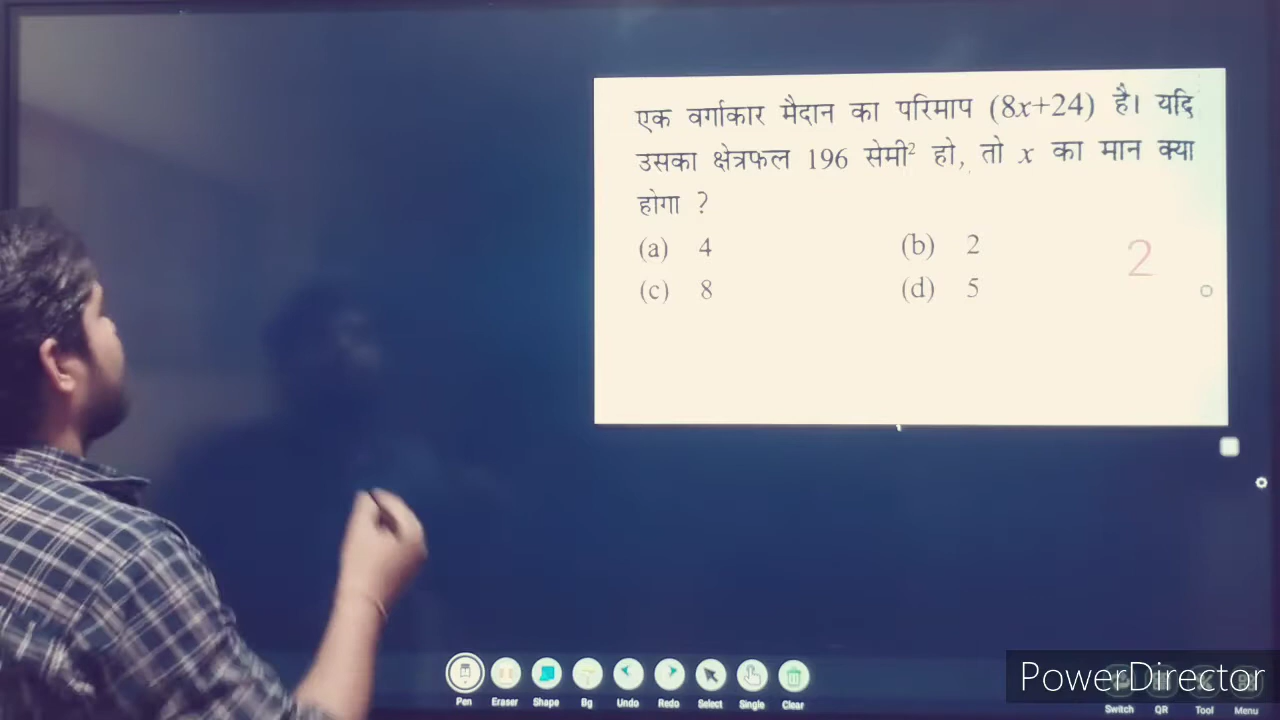 एक वर्गाकार मैदान का परिमाप (8x+24) है। यदि
उसका क्षेत्रफल 196 सेमी² हो, तो x का मान क्या
होगा ?
(a) 4 (b) 2
(c) 8 (d) 5
2
Pen Eraser Shape Bg Undo Redo Select Single Clear
PowerDirector
Switch QR Tool Menu